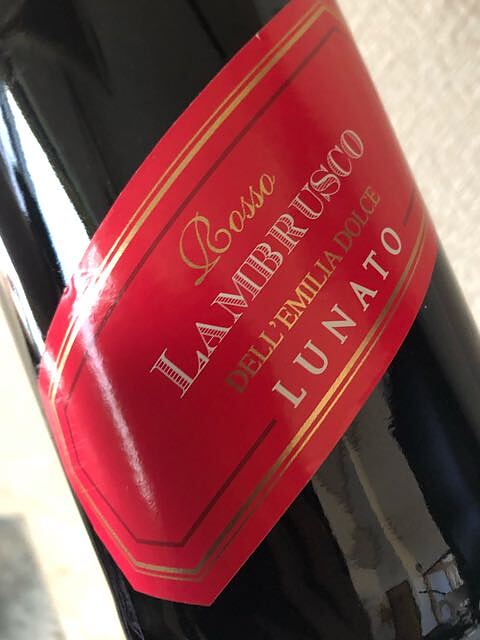 Rosso
LAMBRUSCO
DELL'EMILIA DOLCE
LUNATO